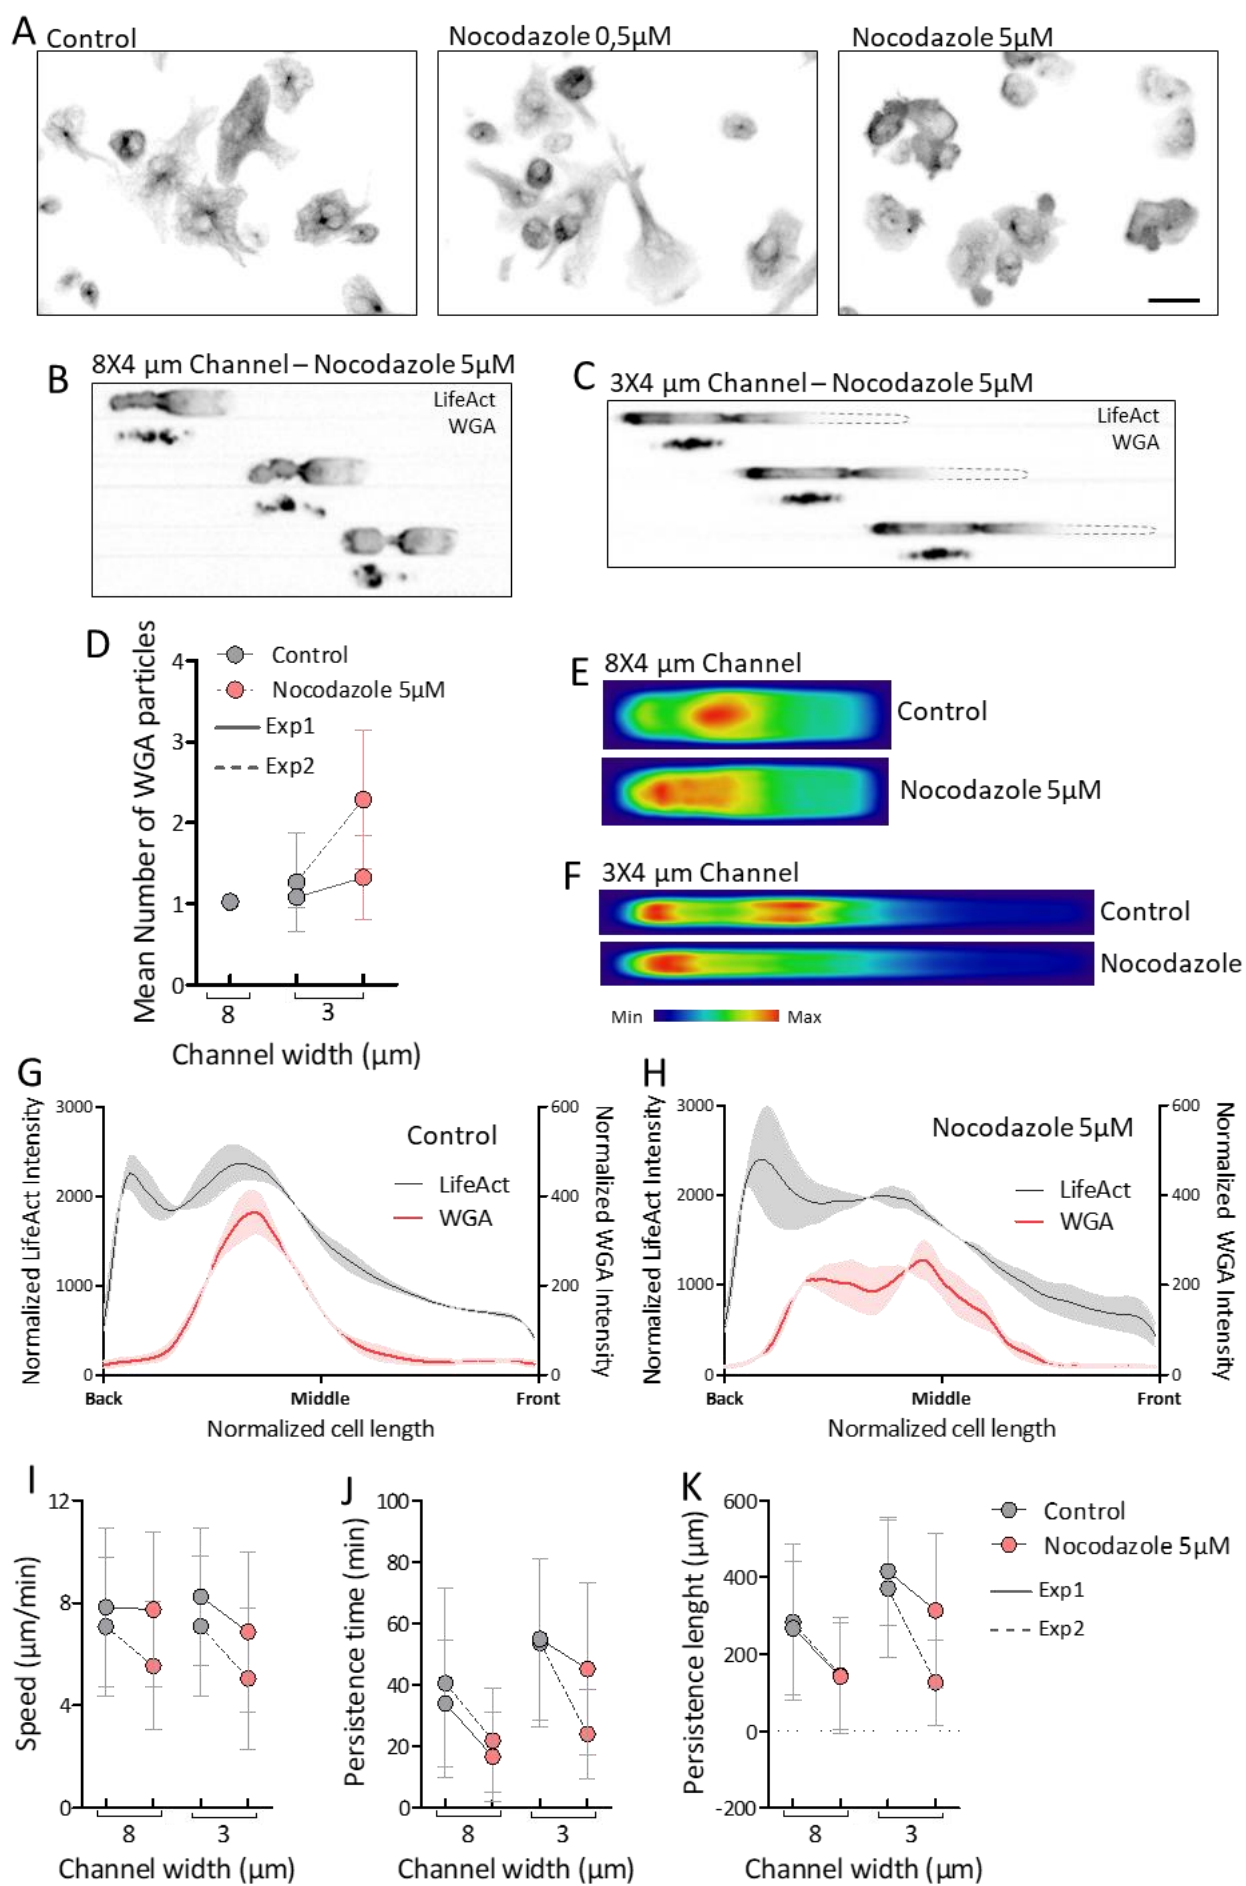 A Control Nocodazole 0,5µM Nocodazole 5µM
B 8X4 µm Channel – Nocodazole 5µM
LifeAct
WGA
C 3X4 µm Channel – Nocodazole 5µM
LifeAct
WGA
D
Mean Number of WGA particles
4
3
2
1
0
Control
Nocodazole 5µM
Exp1
Exp2
8 3
Channel width (µm)
E 8X4 µm Channel
Control
Nocodazole 5µM
F 3X4 µm Channel
Control
Nocodazole
Min Max
G
Normalized LifeAct Intensity
3000
2000
1000
0
Control
LifeAct
WGA
600
400
200
0
Normalized WGA Intensity
Back Middle Front
Normalized cell length
H
Normalized LifeAct Intensity
3000
2000
1000
0
Nocodazole 5µM
LifeAct
WGA
600
400
200
0
Normalized WGA Intensity
Back Middle Front
Normalized cell length
I
Speed (µm/min)
12
8
4
0
8 3
Channel width (µm)
J
Persistence time (min)
100
80
60
40
20
0
8 3
Channel width (µm)
K
Persistence lenght (µm)
600
400
200
0
-200
8 3
Channel width (µm)
Control
Nocodazole 5µM
Exp1
Exp2